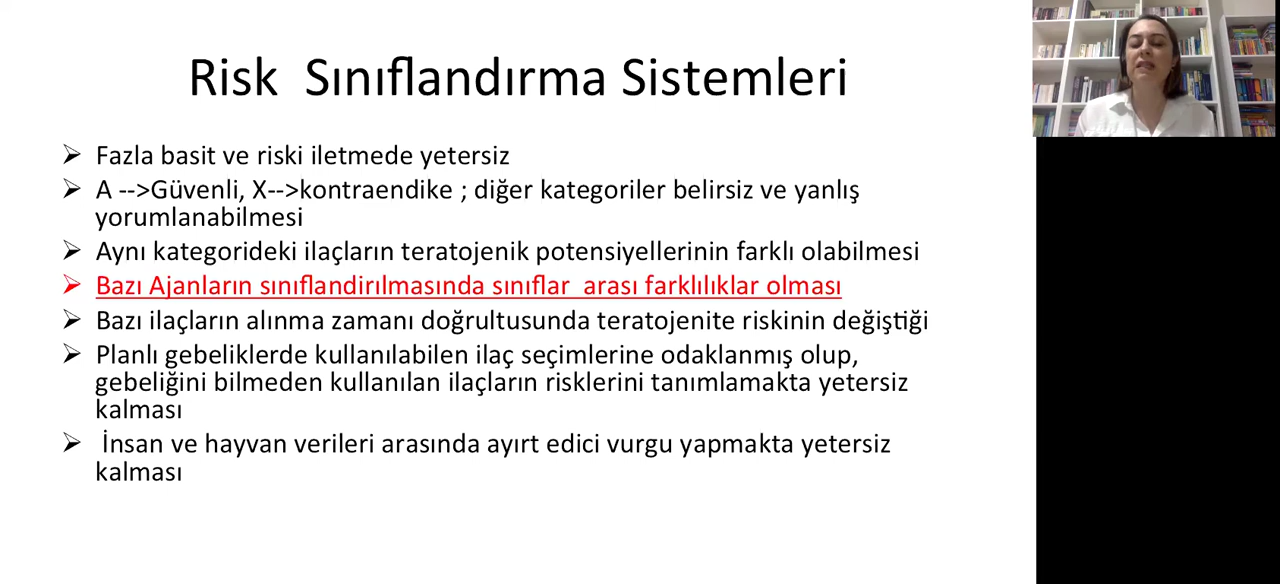 Risk  Sınıflandırma Sistemleri
➢ Fazla basit ve riski iletmede yetersiz
➢ A -->Güvenli, X-->kontraendike ; diğer kategoriler belirsiz ve yanlış
yorumlanabilmesi
➢ Aynı kategorideki ilaçların teratojenik potensiyellerinin farklı olabilmesi
➢ Bazı Ajanların sınıflandirılmasında sınıflar  arası farklılıklar olması
➢ Bazı ilaçların alınma zamanı doğrultusunda teratojenite riskinin değiştiği
➢ Planlı gebeliklerde kullanılabilen ilaç seçimlerine odaklanmış olup,
gebeliğini bilmeden kullanılan ilaçların risklerini tanımlamakta yetersiz
kalması
➢ İnsan ve hayvan verileri arasında ayırt edici vurgu yapmakta yetersiz
kalması